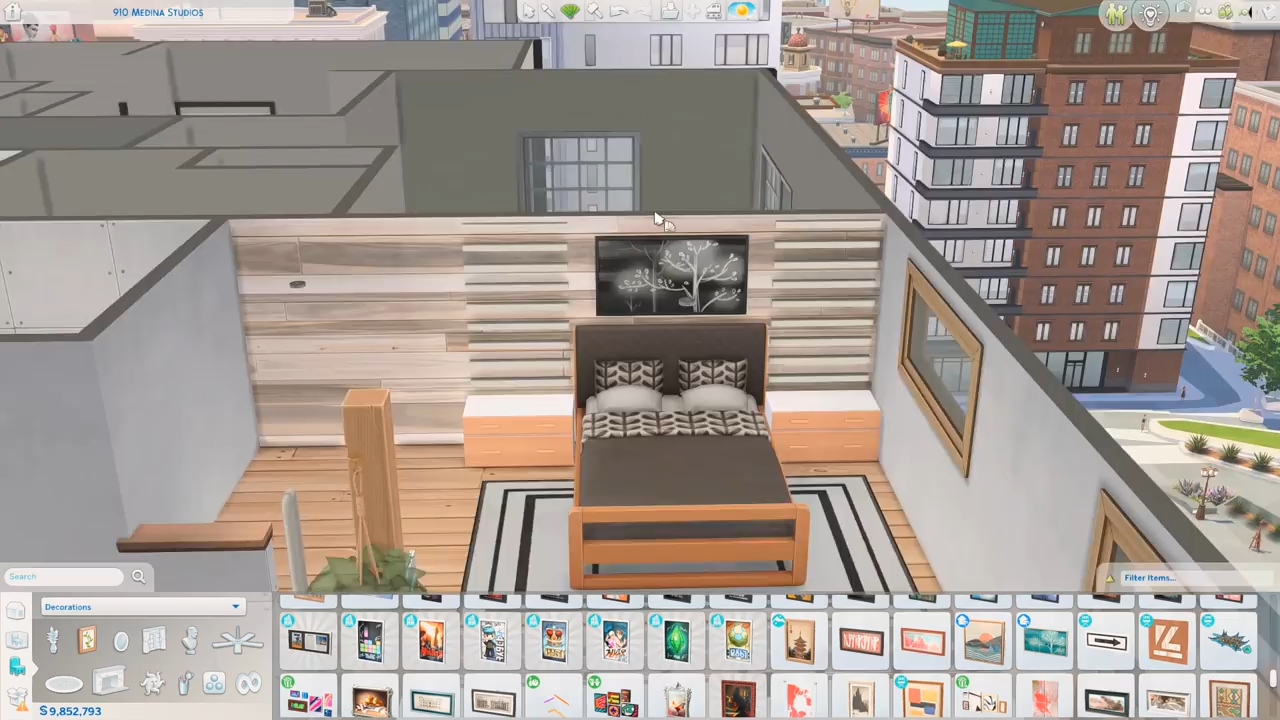 910 Medina Studios
Search
Filter Items...
Decorations
$9,852,793